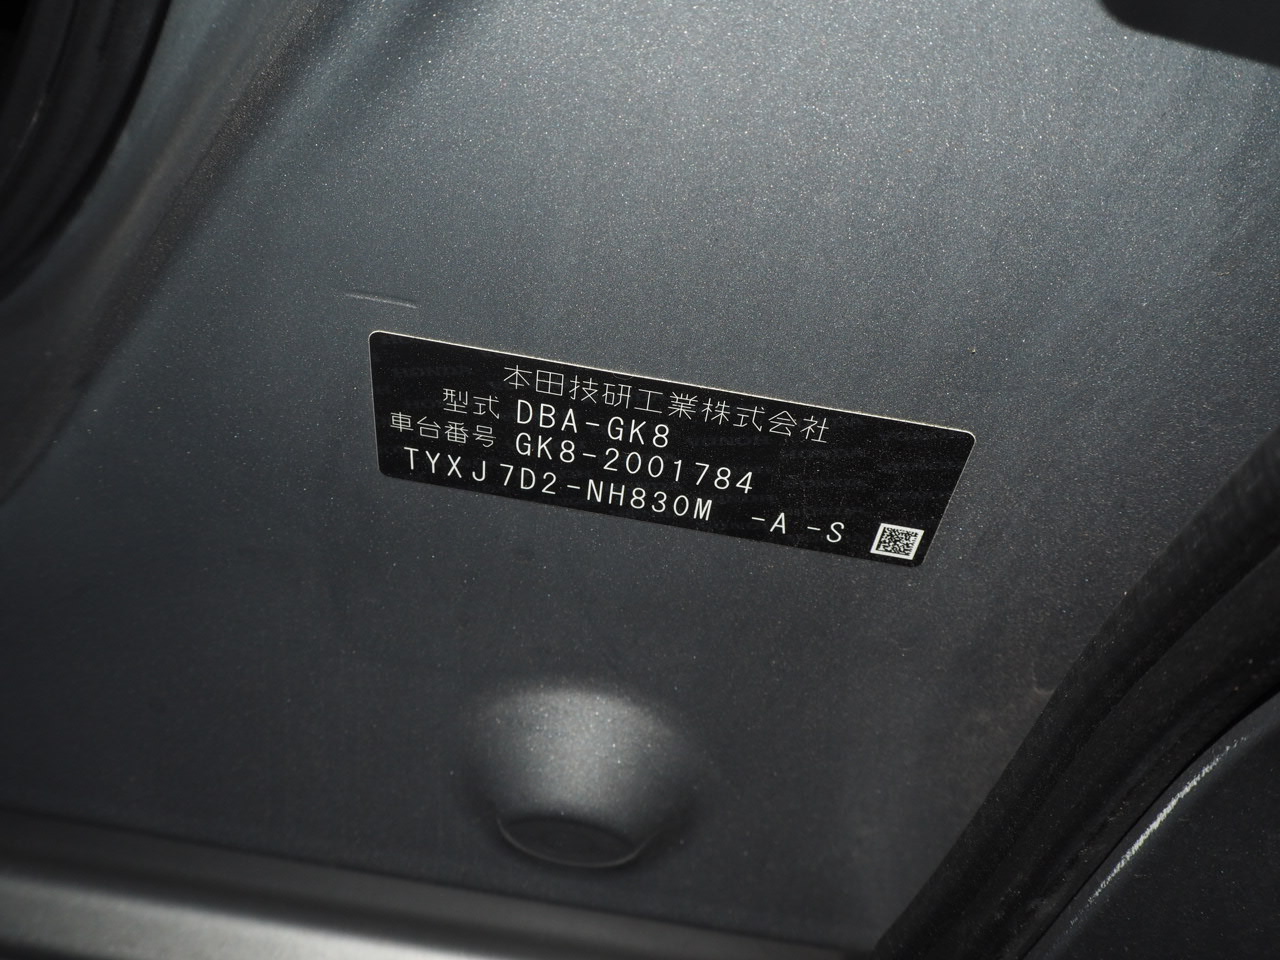 本田技研工業株式会社
型式 DBA-GK8
車台番号 GK8-2001784
TYXJ7D2-NH830M -A -S